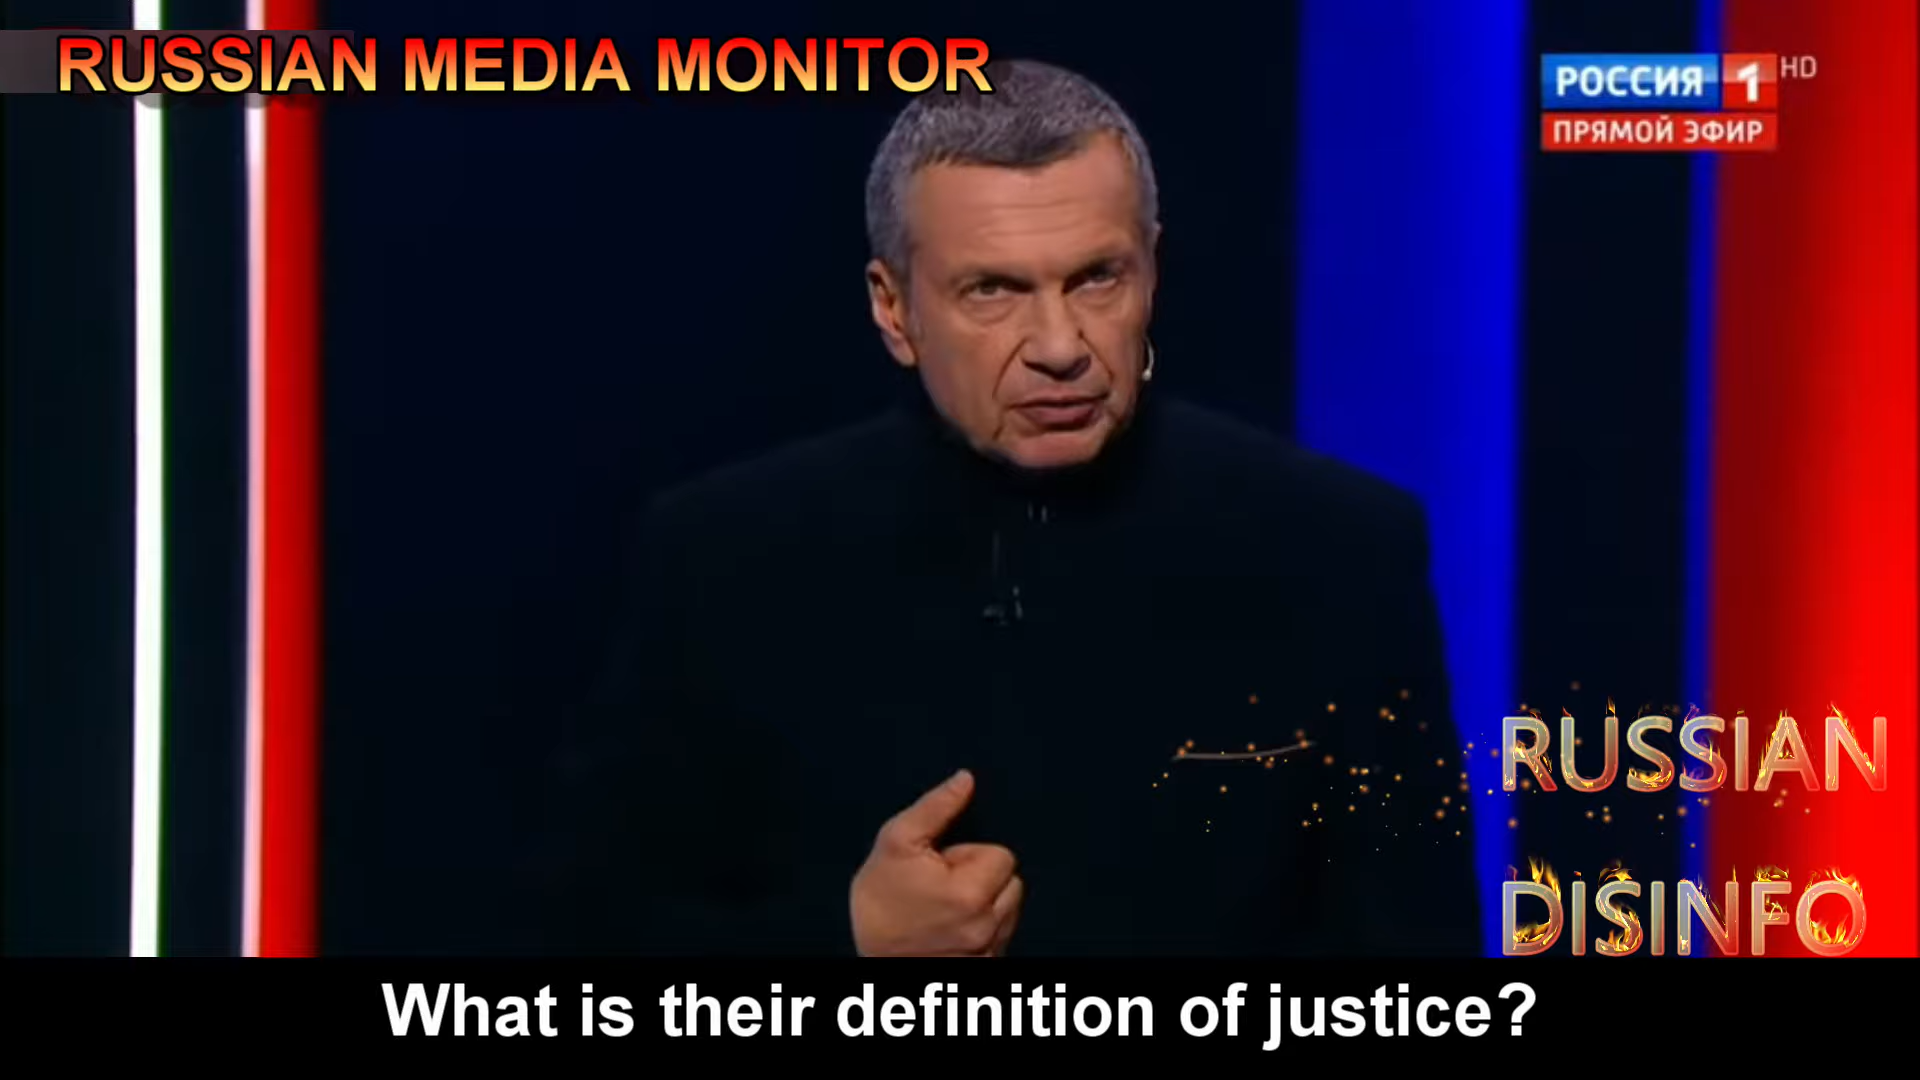 RUSSIAN MEDIA MONITOR
РОССИЯ 1 HD
ПРЯМОЙ ЭФИР
RUSSIAN
DISINFO
What is their definition of justice?